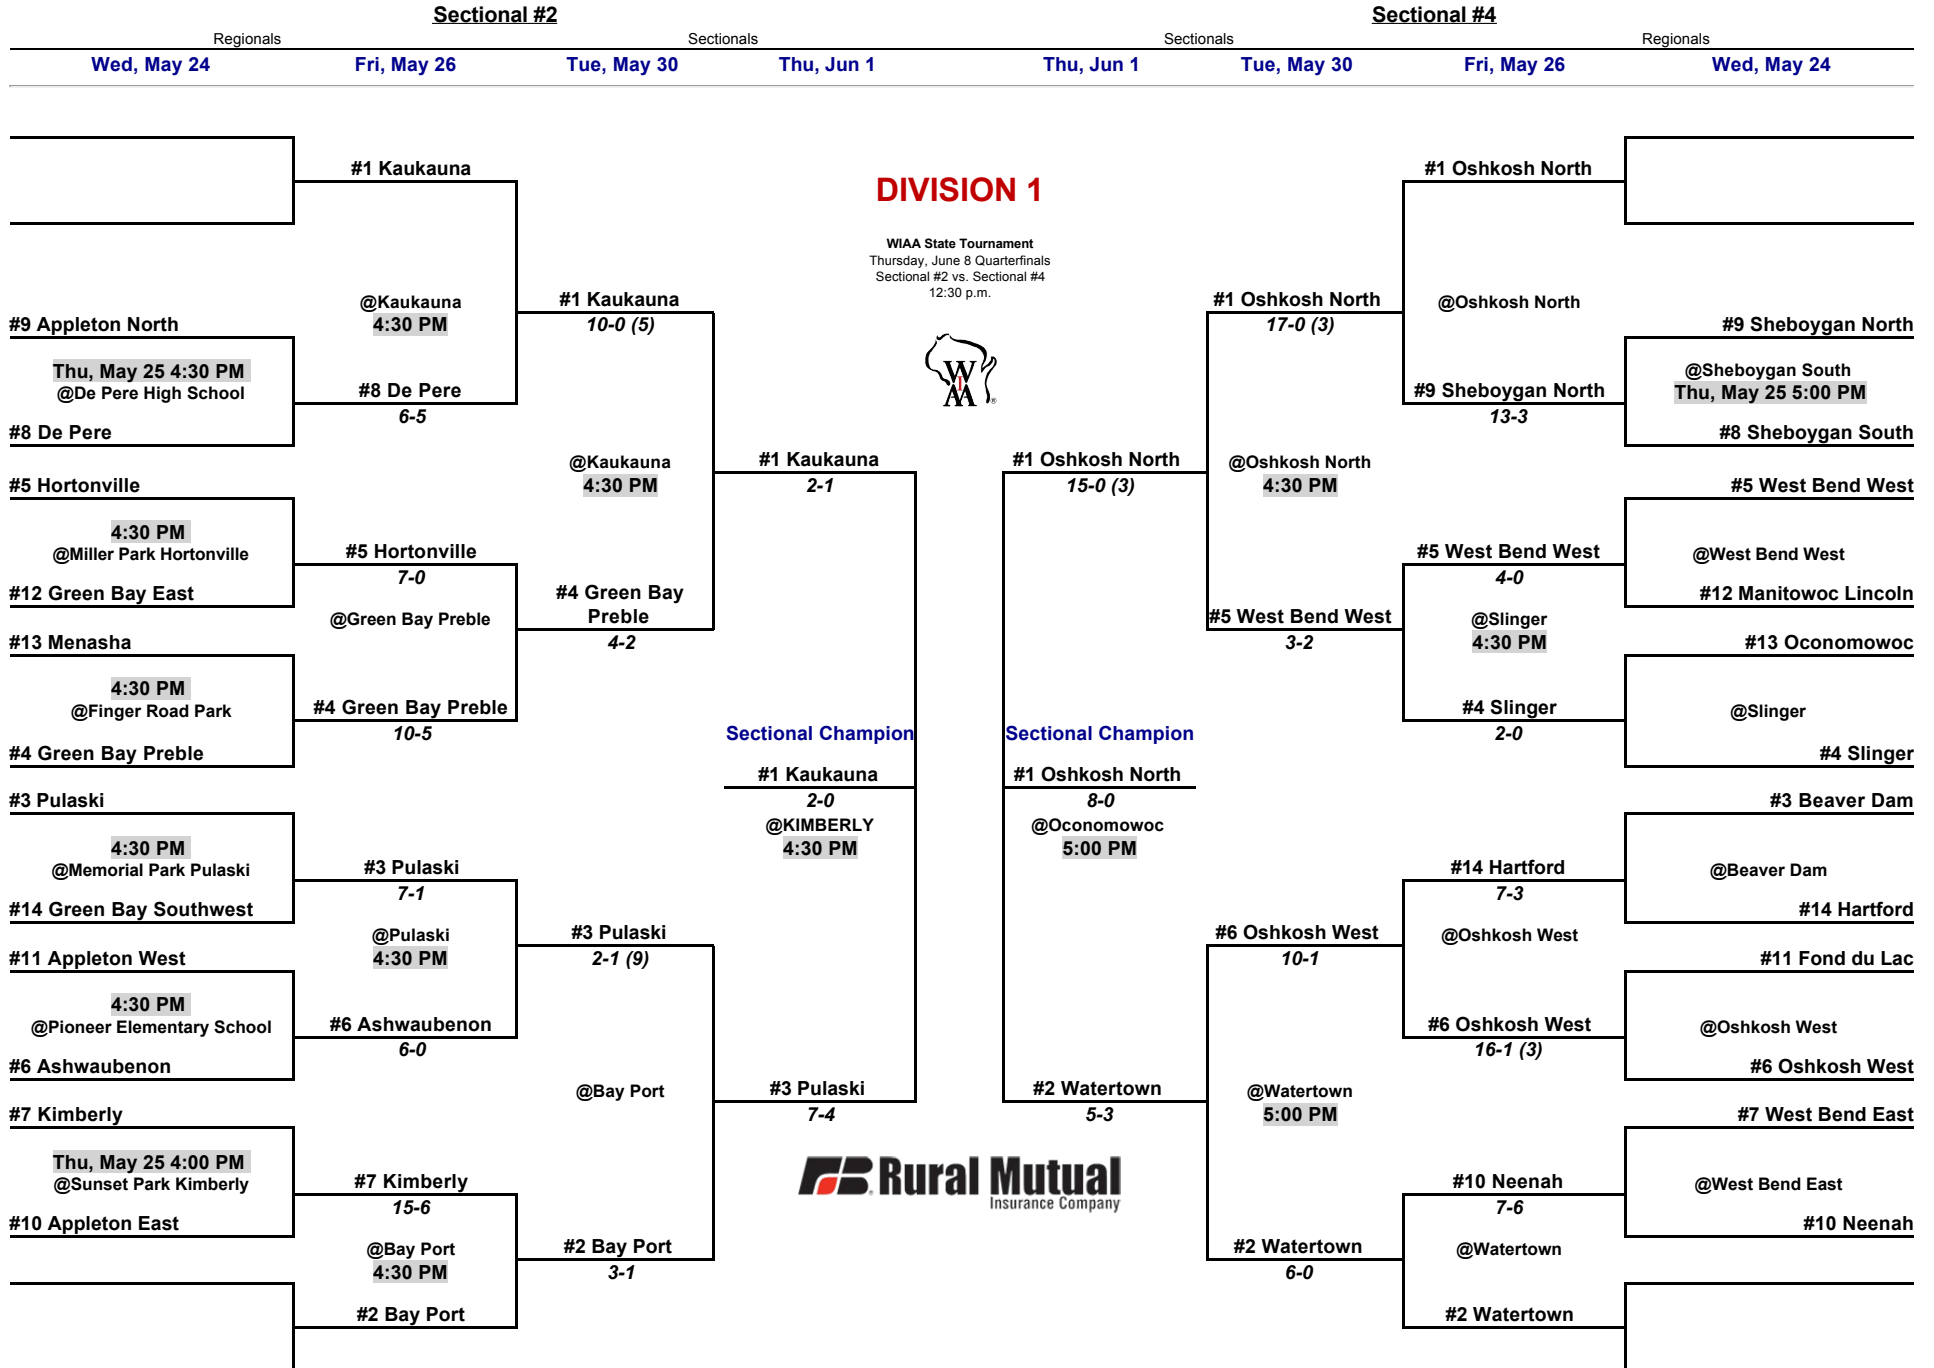 Sectional #2
Sectional #4
Regionals
Sectionals
Sectionals
Regionals
Wed, May 24
Fri, May 26
Tue, May 30
Thu, Jun 1
Thu, Jun 1
Tue, May 30
Fri, May 26
Wed, May 24
#1 Kaukauna
@Kaukauna
4:30 PM
#9 Appleton North
Thu, May 25 4:30 PM
@De Pere High School
#8 De Pere
#8 De Pere
6-5
#1 Kaukauna
10-0 (5)
@Kaukauna
4:30 PM
#5 Hortonville
4:30 PM
@Miller Park Hortonville
#12 Green Bay East
#5 Hortonville
7-0
@Green Bay Preble
#4 Green Bay
Preble
4-2
#13 Menasha
4:30 PM
@Finger Road Park
#4 Green Bay Preble
#4 Green Bay Preble
10-5
#1 Kaukauna
2-1
Sectional Champion
#1 Kaukauna
2-0
@KIMBERLY
4:30 PM
#3 Pulaski
4:30 PM
@Memorial Park Pulaski
#14 Green Bay Southwest
#3 Pulaski
7-1
@Pulaski
4:30 PM
#3 Pulaski
2-1 (9)
#11 Appleton West
4:30 PM
@Pioneer Elementary School
#6 Ashwaubenon
#6 Ashwaubenon
6-0
@Bay Port
#3 Pulaski
7-4
#7 Kimberly
Thu, May 25 4:00 PM
@Sunset Park Kimberly
#10 Appleton East
#7 Kimberly
15-6
@Bay Port
4:30 PM
#2 Bay Port
3-1
#2 Bay Port
DIVISION 1
WIAA State Tournament
Thursday, June 8 Quarterfinals
Sectional #2 vs. Sectional #4
12:30 p.m.
W
I
AA
®
Rural Mutual
Insurance Company
#1 Oshkosh North
@Oshkosh North
#9 Sheboygan North
@Sheboygan South
Thu, May 25 5:00 PM
#8 Sheboygan South
#9 Sheboygan North
13-3
#1 Oshkosh North
17-0 (3)
@Oshkosh North
4:30 PM
#1 Oshkosh North
15-0 (3)
#5 West Bend West
@West Bend West
#12 Manitowoc Lincoln
#5 West Bend West
4-0
@Slinger
4:30 PM
#5 West Bend West
3-2
#13 Oconomowoc
@Slinger
#4 Slinger
#4 Slinger
2-0
Sectional Champion
#1 Oshkosh North
8-0
@Oconomowoc
5:00 PM
#3 Beaver Dam
@Beaver Dam
#14 Hartford
#14 Hartford
7-3
@Oshkosh West
#6 Oshkosh West
10-1
#11 Fond du Lac
@Oshkosh West
#6 Oshkosh West
#6 Oshkosh West
16-1 (3)
@Watertown
5:00 PM
#2 Watertown
5-3
#7 West Bend East
@West Bend East
#10 Neenah
#10 Neenah
7-6
@Watertown
#2 Watertown
6-0
#2 Watertown